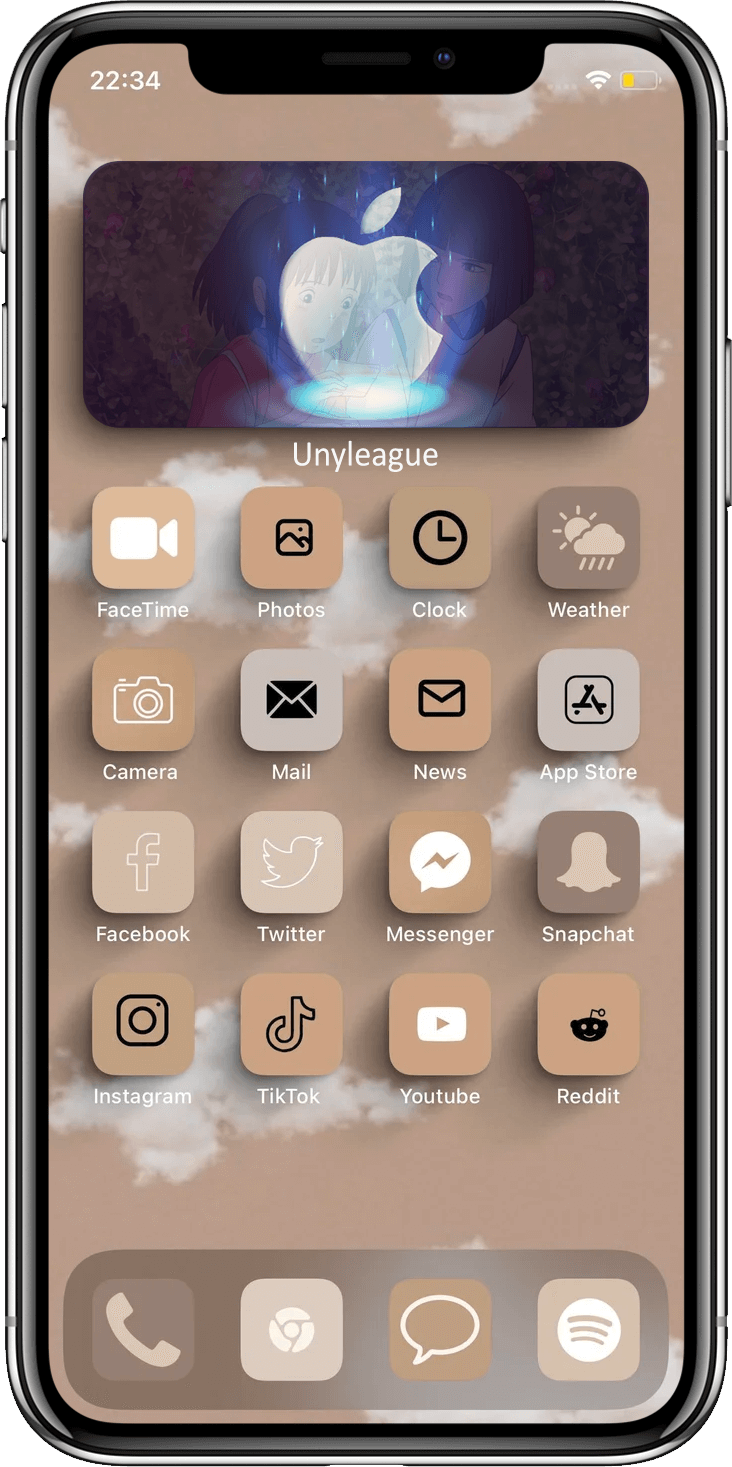 22:34
Unyleague
FaceTime Photos Clock Weather
Camera Mail News App Store
Facebook Twitter Messenger Snapchat
Instagram TikTok Youtube Reddit